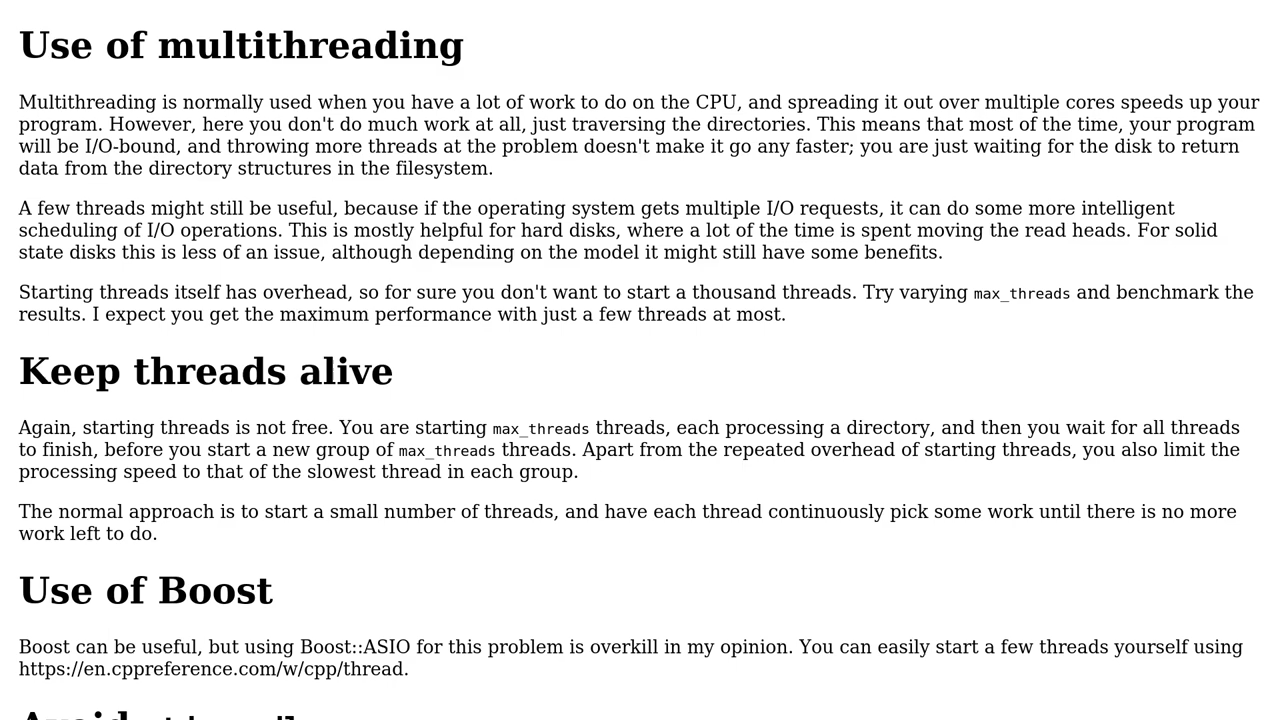 Use of multithreading
Multithreading is normally used when you have a lot of work to do on the CPU, and spreading it out over multiple cores speeds up your
program. However, here you don't do much work at all, just traversing the directories. This means that most of the time, your program
will be I/O-bound, and throwing more threads at the problem doesn't make it go any faster; you are just waiting for the disk to return
data from the directory structures in the filesystem.
A few threads might still be useful, because if the operating system gets multiple I/O requests, it can do some more intelligent
scheduling of I/O operations. This is mostly helpful for hard disks, where a lot of the time is spent moving the read heads. For solid
state disks this is less of an issue, although depending on the model it might still have some benefits.
Starting threads itself has overhead, so for sure you don't want to start a thousand threads. Try varying max_threads and benchmark the
results. I expect you get the maximum performance with just a few threads at most.
Keep threads alive
Again, starting threads is not free. You are starting max_threads threads, each processing a directory, and then you wait for all threads
to finish, before you start a new group of max_threads threads. Apart from the repeated overhead of starting threads, you also limit the
processing speed to that of the slowest thread in each group.
The normal approach is to start a small number of threads, and have each thread continuously pick some work until there is no more
work left to do.
Use of Boost
Boost can be useful, but using Boost::ASIO for this problem is overkill in my opinion. You can easily start a few threads yourself using
https://en.cppreference.com/w/cpp/thread.
Avoid